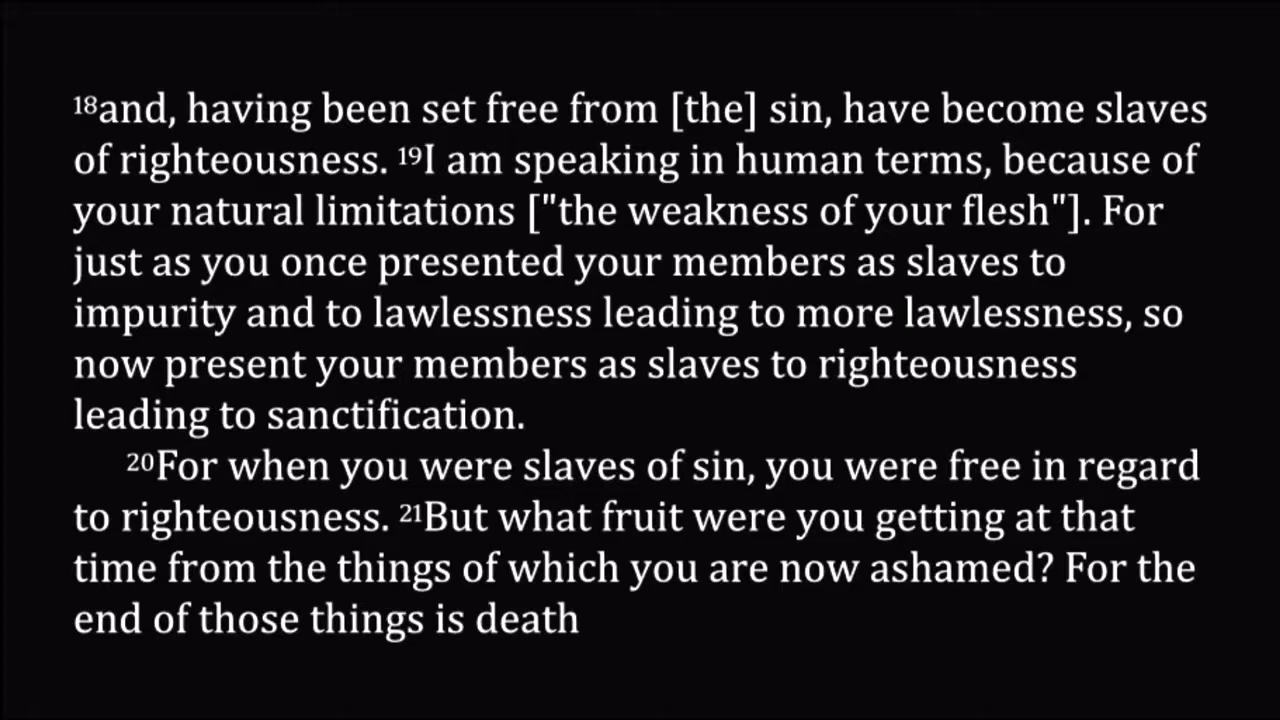 18and, having been set free from [the] sin, have become slaves
of righteousness. 19I am speaking in human terms, because of
your natural limitations ["the weakness of your flesh"]. For
just as you once presented your members as slaves to
impurity and to lawlessness leading to more lawlessness, so
now present your members as slaves to righteousness
leading to sanctification.
20For when you were slaves of sin, you were free in regard
to righteousness. 21But what fruit were you getting at that
time from the things of which you are now ashamed? For the
end of those things is death